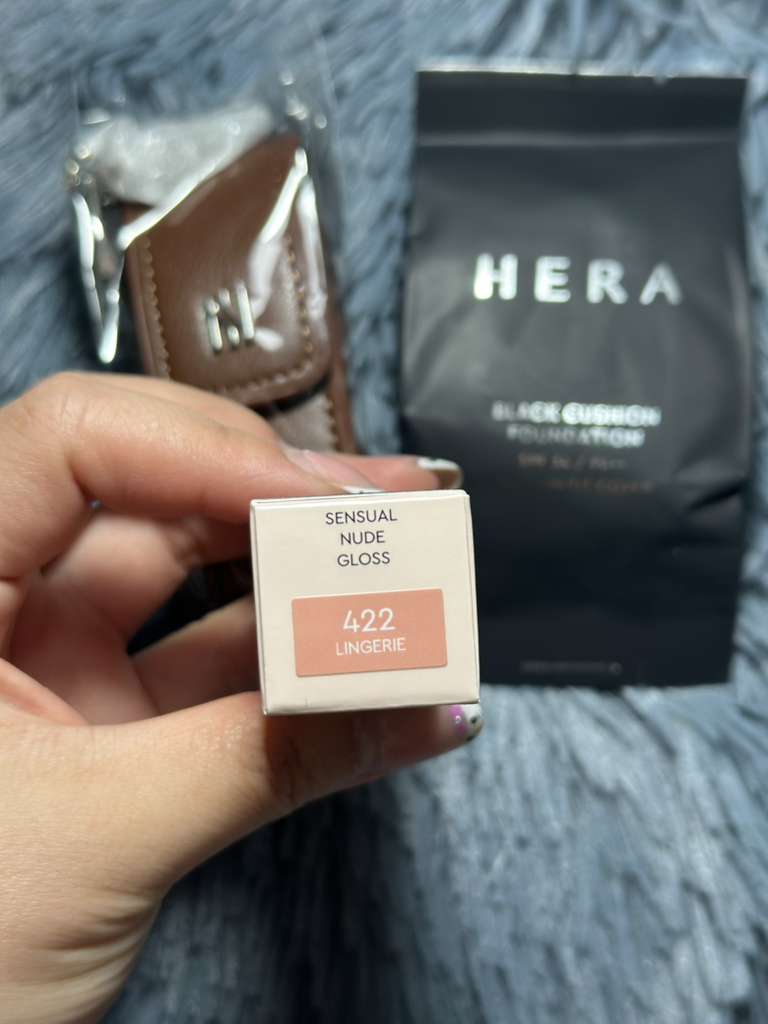 HERA
BLACK CUSHION
FOUNDATION
SENSUAL
NUDE
GLOSS
422
LINGERIE